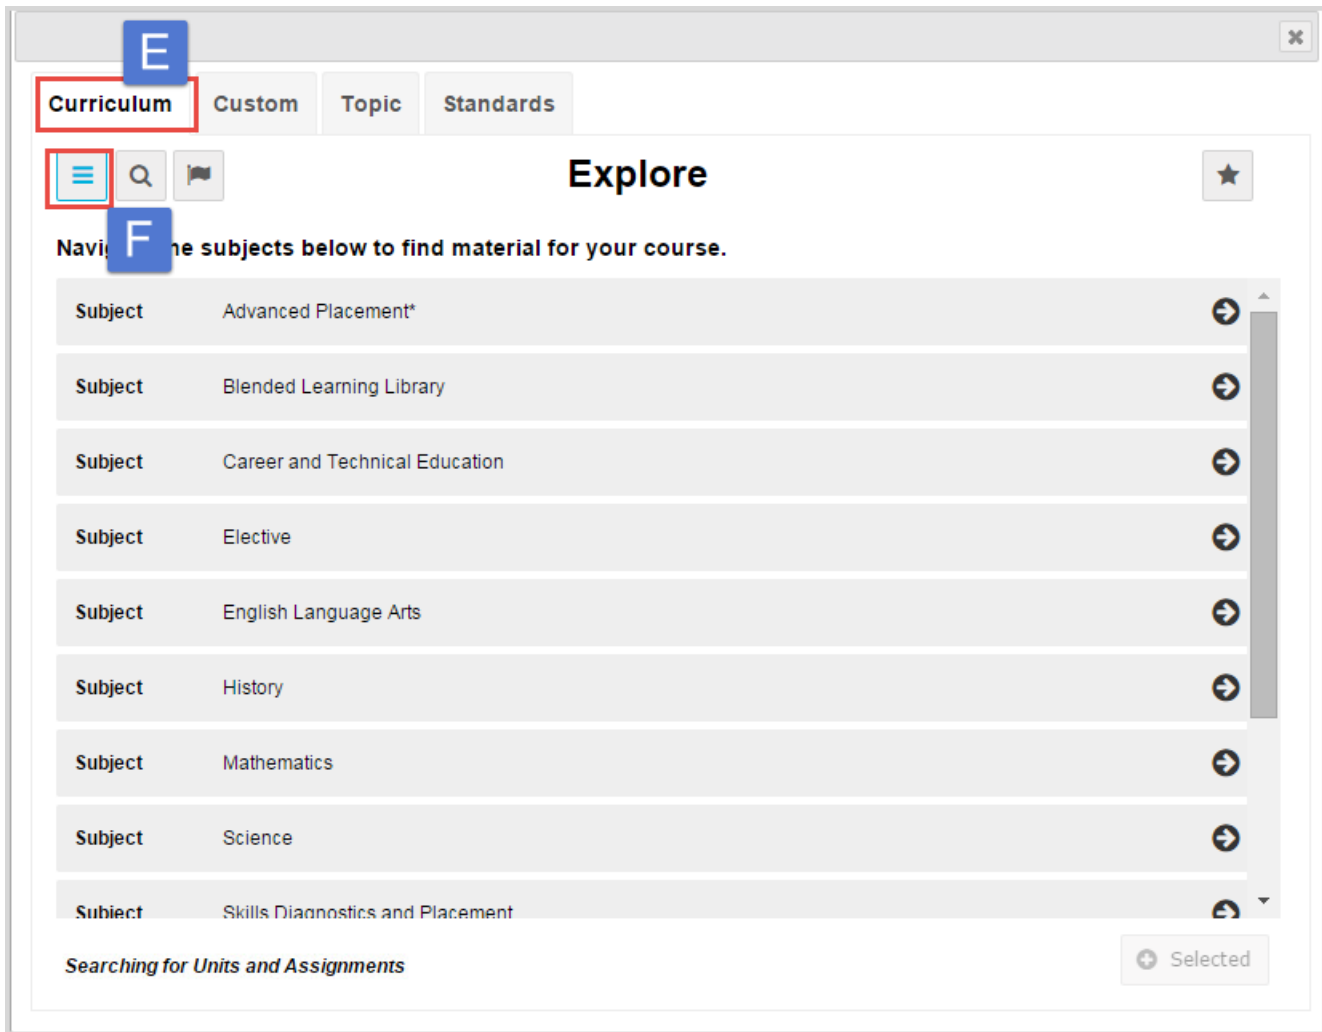 E
Curriculum Custom Topic Standards
Explore
F
Navi he subjects below to find material for your course.
Subject Advanced Placement*
Subject Blended Learning Library
Subject Career and Technical Education
Subject Elective
Subject English Language Arts
Subject History
Subject Mathematics
Subject Science
Subject Skills Diagnostics and Placement
Searching for Units and Assignments
Selected